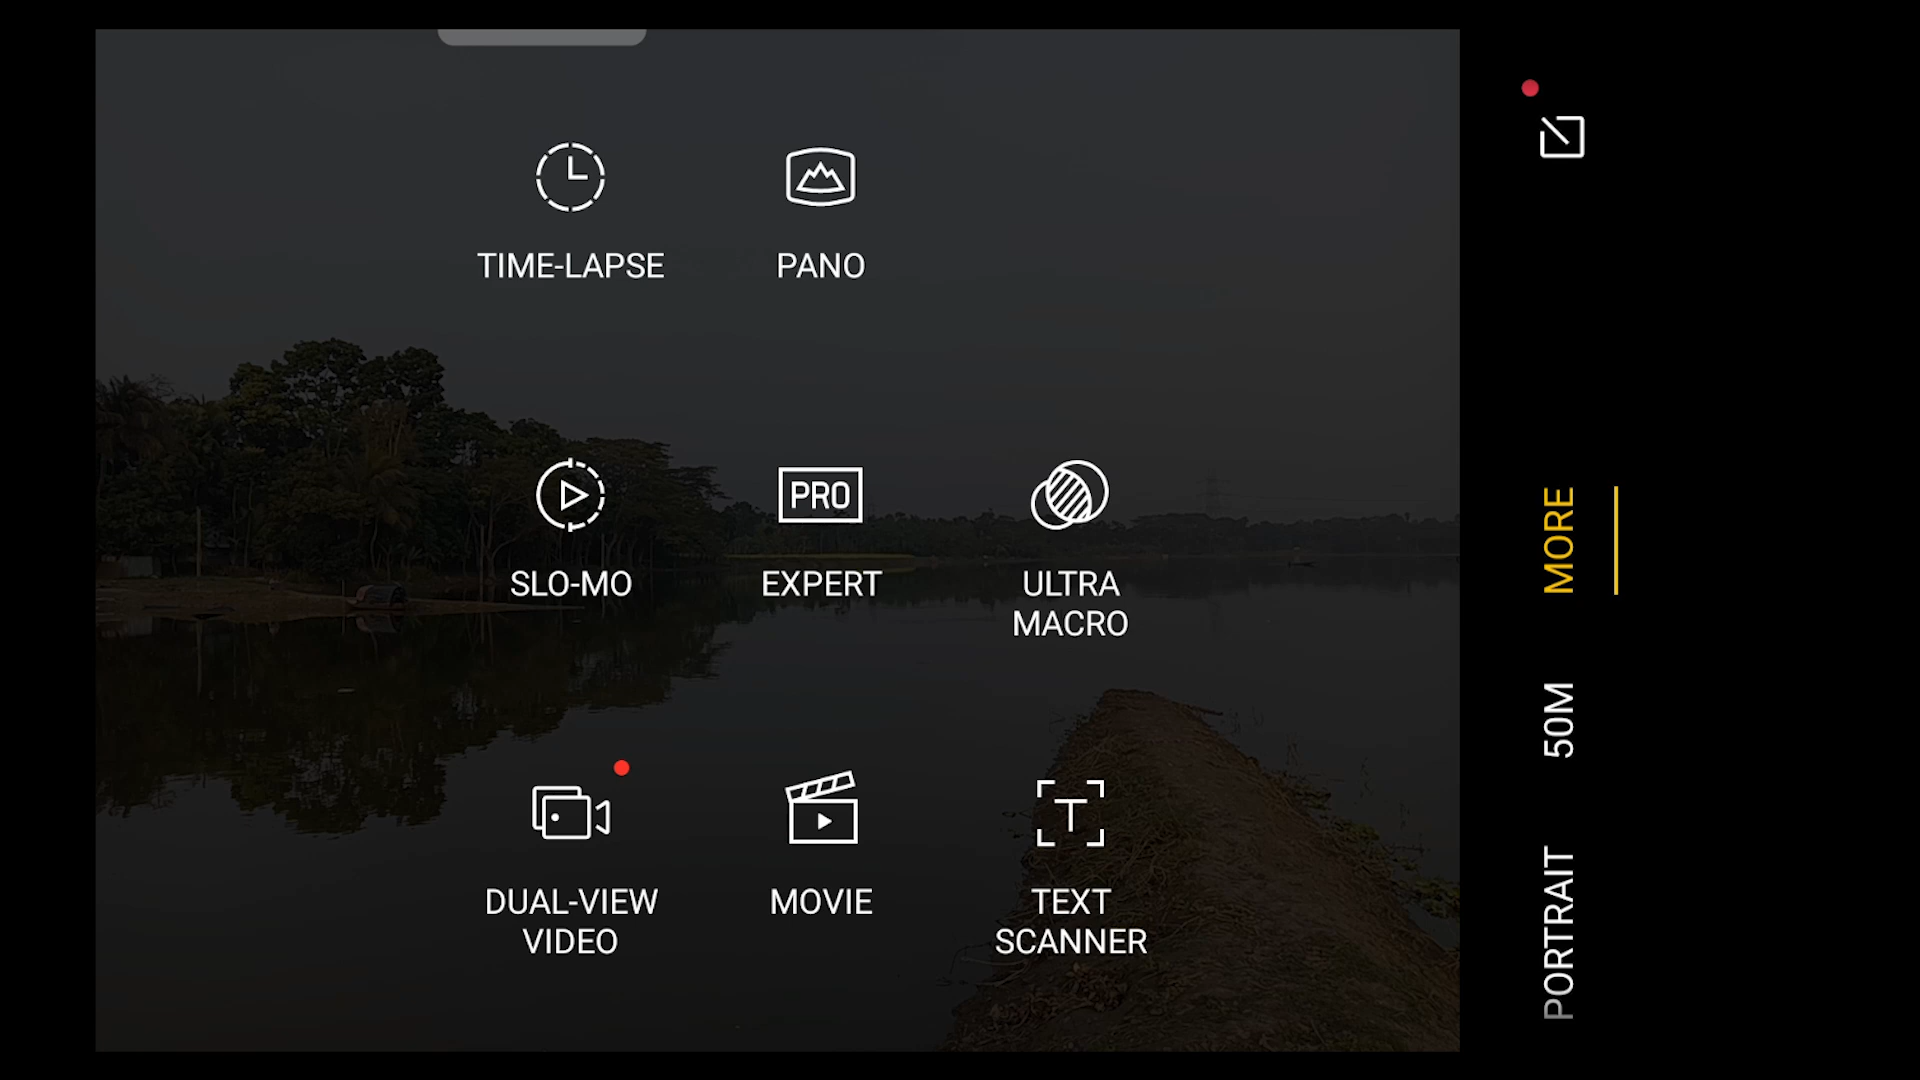 TIME-LAPSE
PANO
SLO-MO
PRO
EXPERT
ULTRA
MACRO
DUAL-VIEW
VIDEO
MOVIE
T
TEXT
SCANNER
MORE
50M
PORTRAIT